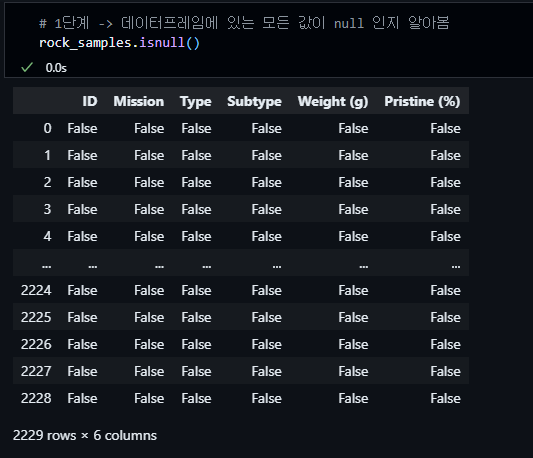 # 1단계 -> 데이터프레임에 있는 모든 값이 null 인지 알아봄
rock_samples.isnull()
✓ 0.0s
ID Mission Type Subtype Weight (g) Pristine (%)
0 False False False False False False
1 False False False False False False
2 False False False False False False
3 False False False False False False
4 False False False False False False
... ... ... ... ... ... ...
2224 False False False False False False
2225 False False False False False False
2226 False False False False False False
2227 False False False False False False
2228 False False False False False False
2229 rows × 6 columns